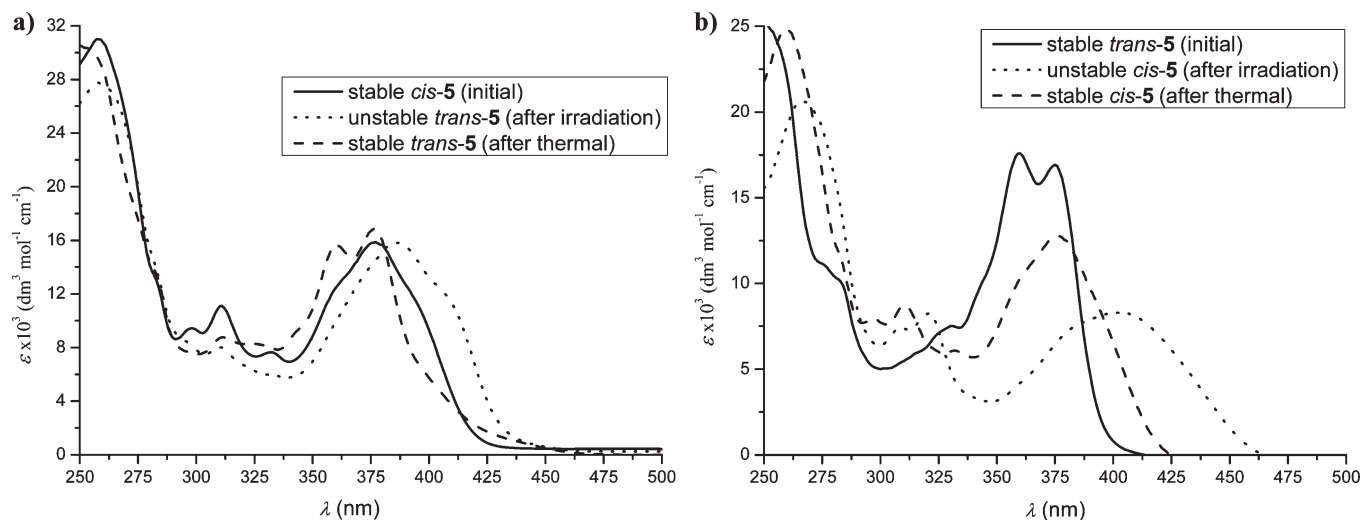 a)
32
28
24
20
16
12
8
4
0
ε x10³ (dm³ mol⁻¹ cm⁻¹)
stable cis-5 (initial)
unstable trans-5 (after irradiation)
stable trans-5 (after thermal)
250 275 300 325 350 375 400 425 450 475 500
λ (nm)
b)
25
20
15
10
5
0
ε x10³ (dm³ mol⁻¹ cm⁻¹)
stable trans-5 (initial)
unstable cis-5 (after irradiation)
stable cis-5 (after thermal)
250 275 300 325 350 375 400 425 450 475 500
λ (nm)